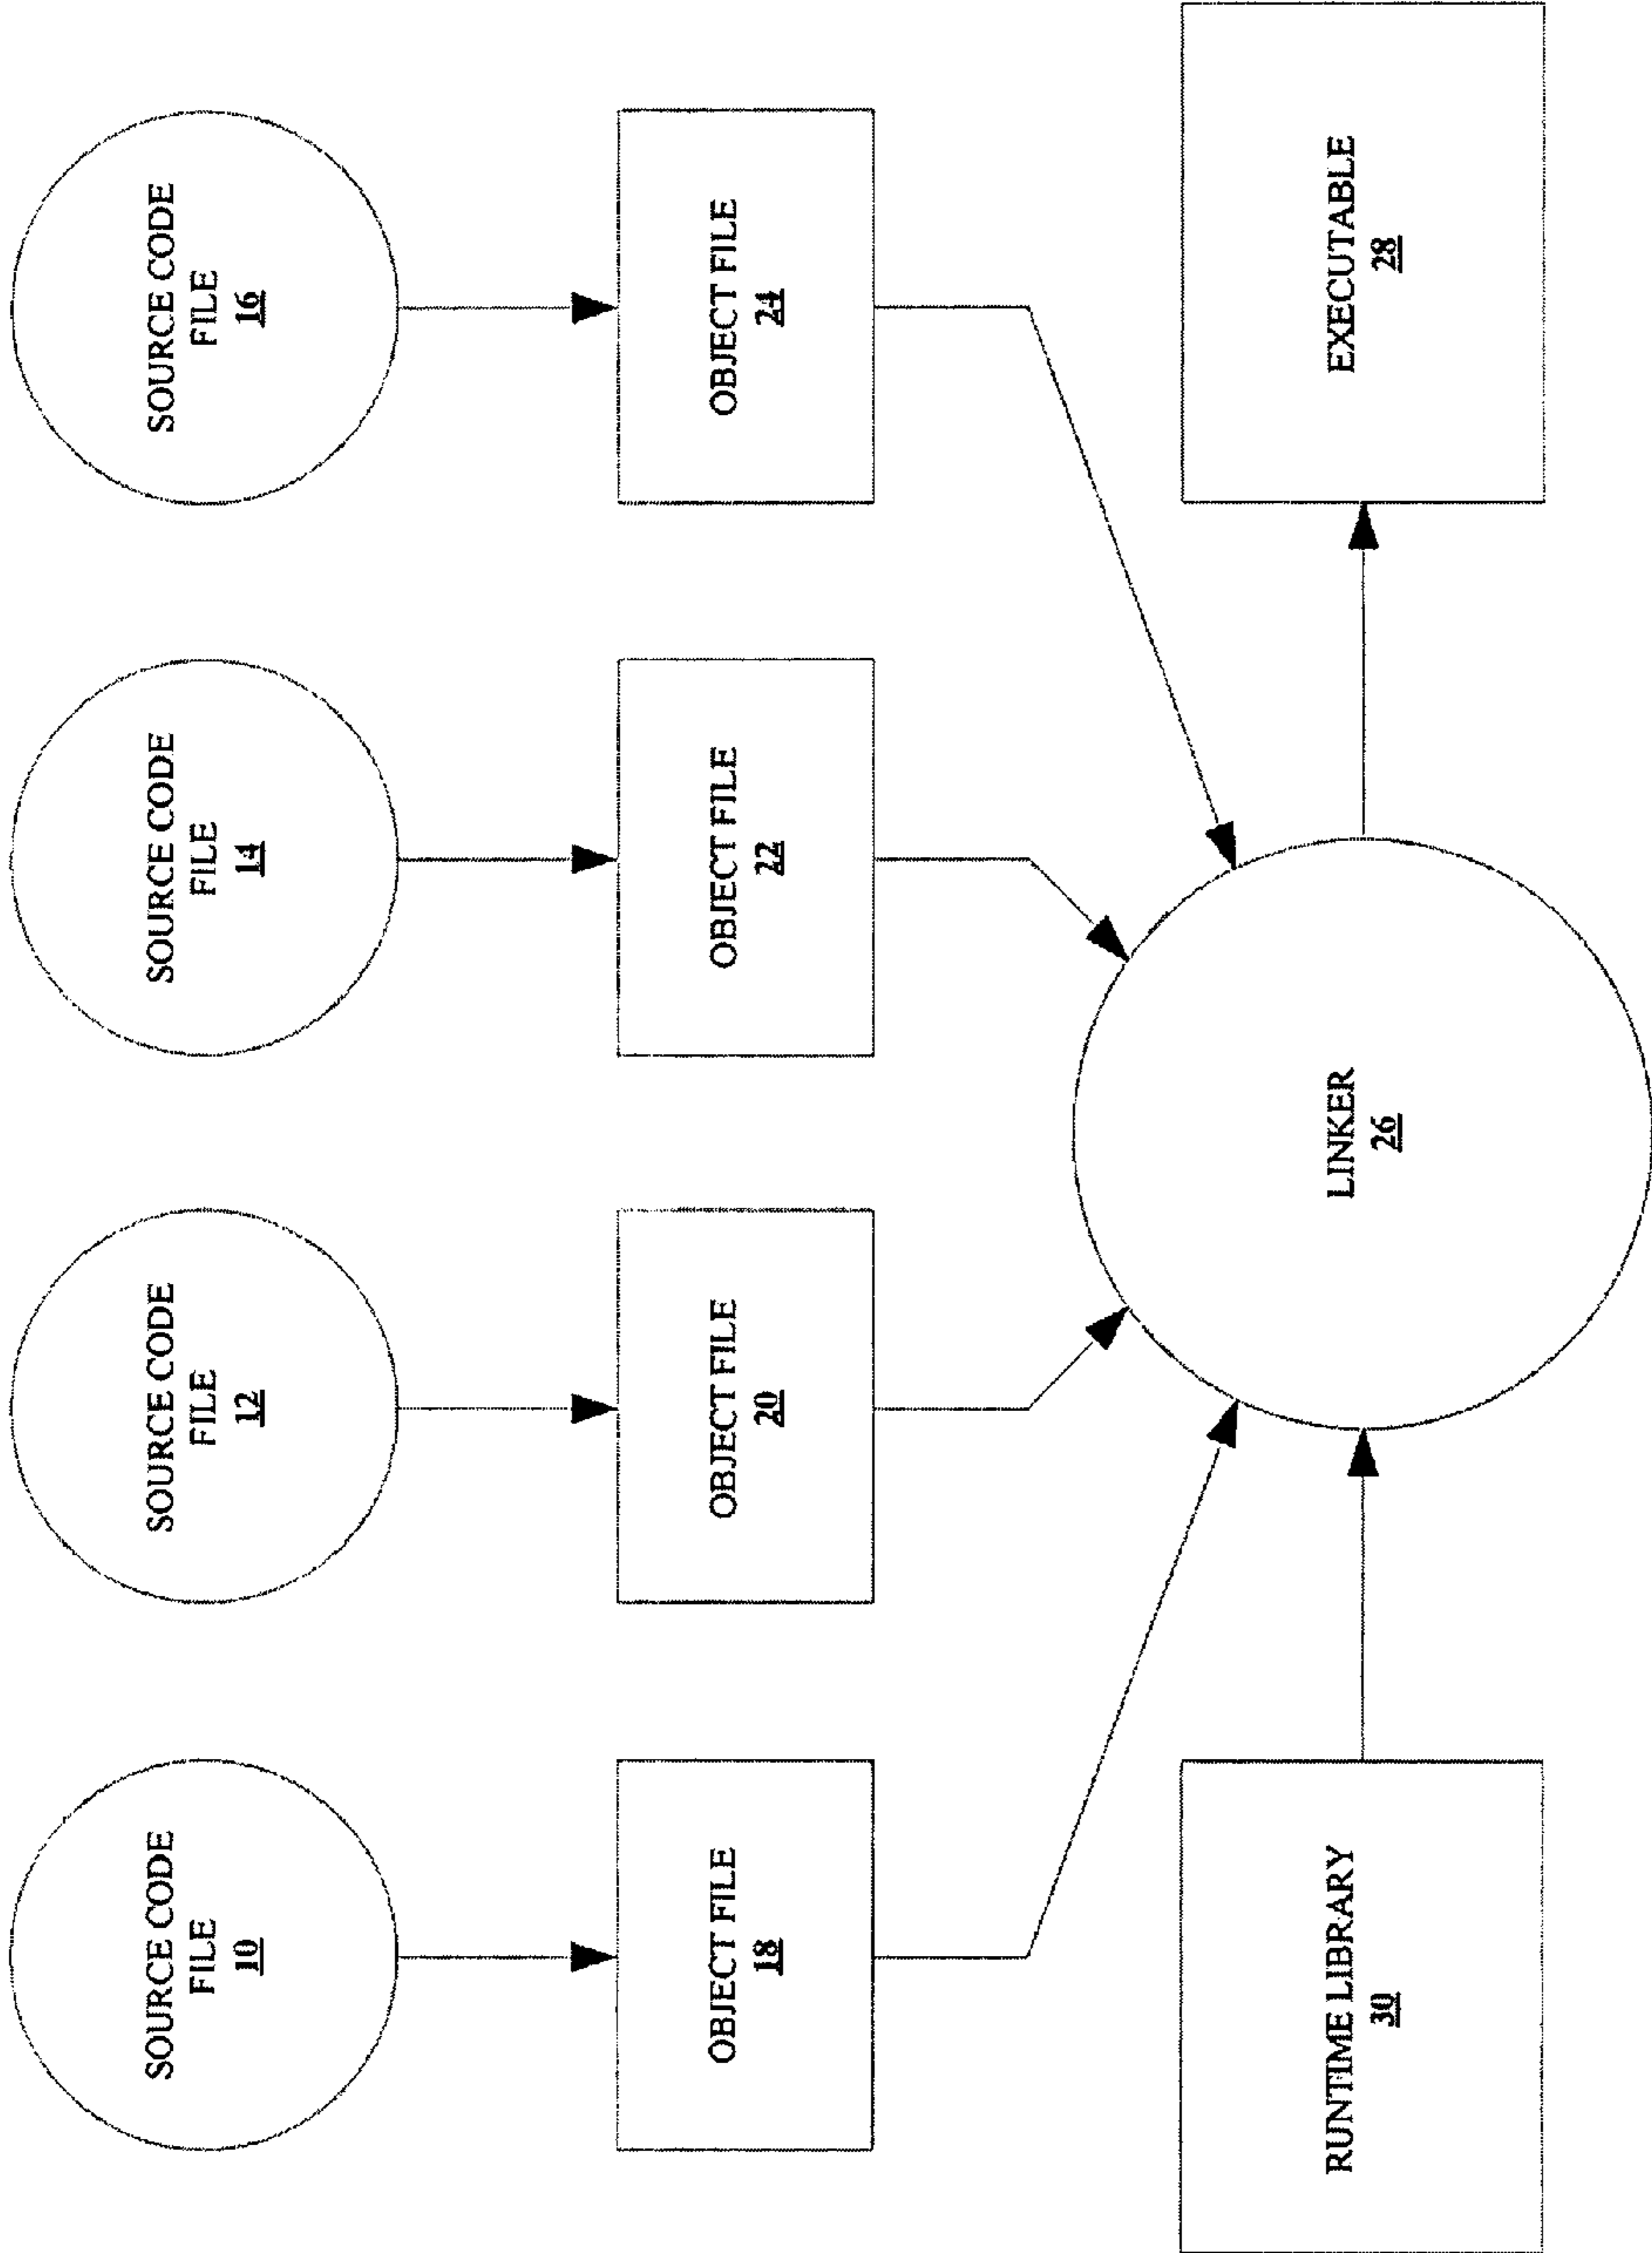 SOURCE CODE
FILE
10
SOURCE CODE
FILE
12
SOURCE CODE
FILE
14
SOURCE CODE
FILE
16
OBJECT FILE
18
OBJECT FILE
20
OBJECT FILE
22
OBJECT FILE
24
RUNTIME LIBRARY
30
LINKER
26
EXECUTABLE
28